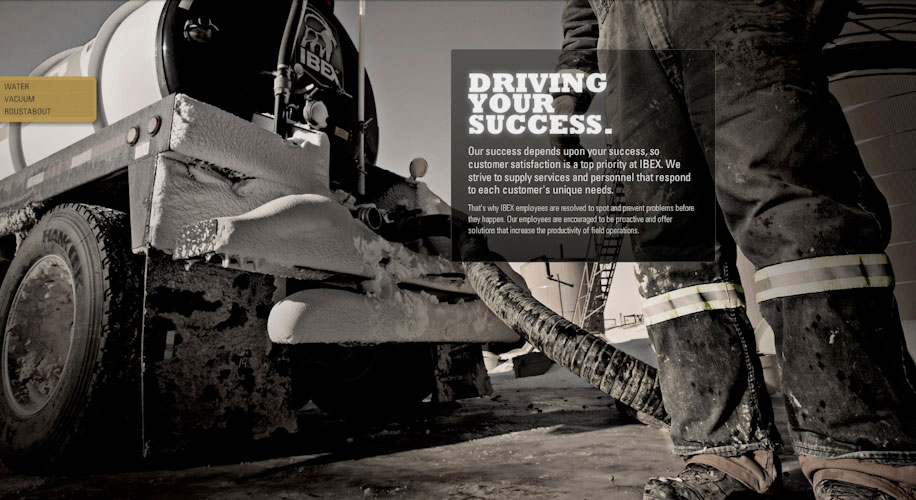 IBEX
WATER
VACUUM
ROUSTABOUT
DRIVING
YOUR
SUCCESS.
Our success depends upon your success, so
customer satisfaction is a top priority at IBEX. We
strive to supply services and personnel that respond
to each customer's unique needs.
That's why IBEX employees are resolved to spot and prevent problems before
they happen. Our employees are encouraged to be proactive and offer
solutions that increase the productivity of field operations.
HANK